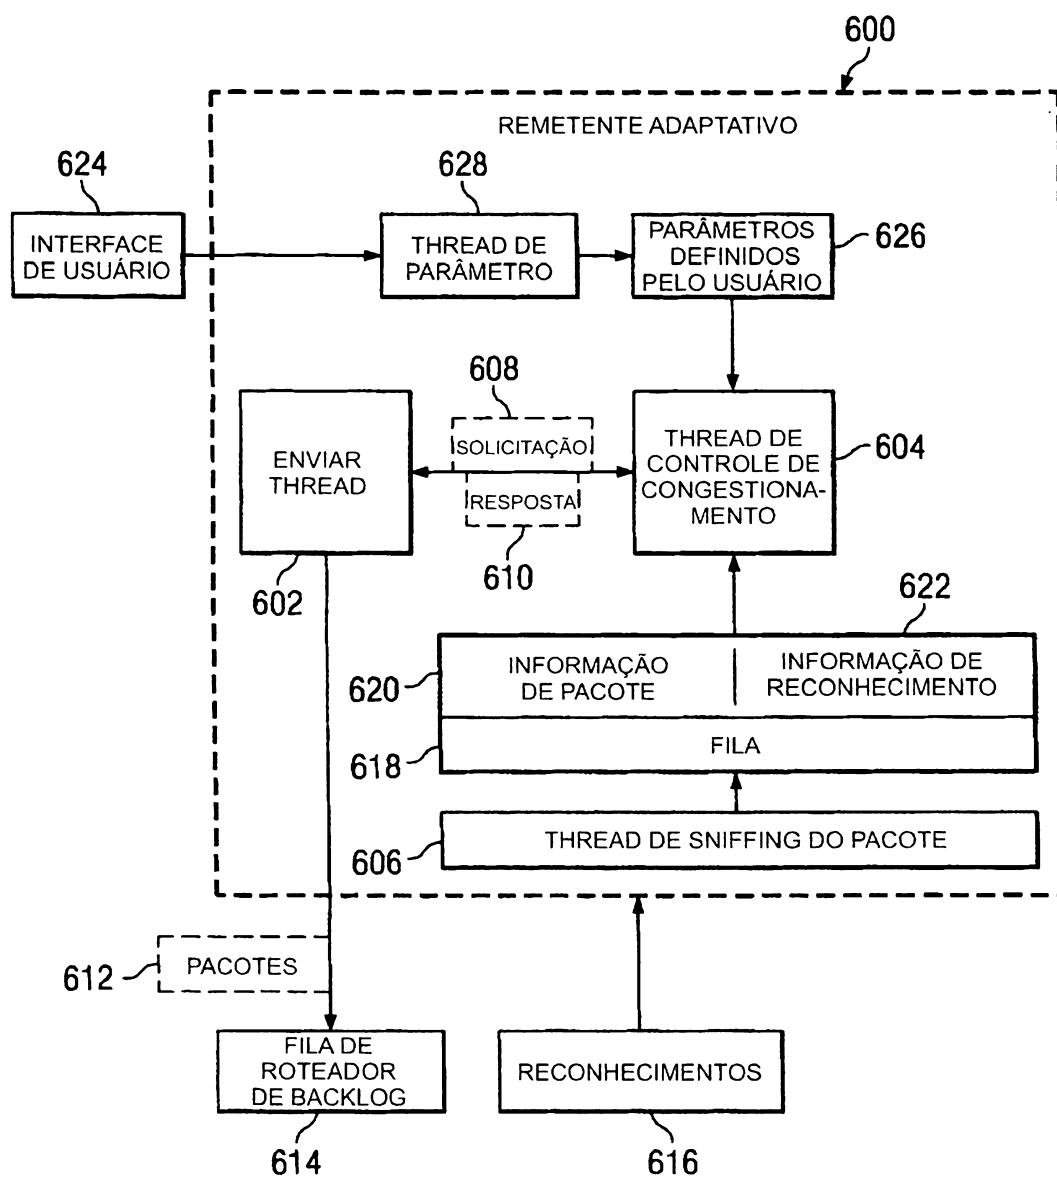 600
REMETENTE ADAPTATIVO
624
628
INTERFACE
DE USUÁRIO
THREAD DE
PARÂMETRO
PARÂMETROS
DEFINIDOS
PELO USUÁRIO
626
608
SOLICITAÇÃO
ENVIAR
THREAD
THREAD DE
CONTROLE DE
CONGESTIONA-
MENTO
604
RESPOSTA
610
602
622
620
INFORMAÇÃO
DE PACOTE
INFORMAÇÃO DE
RECONHECIMENTO
618
FILA
606
THREAD DE SNIFFING DO PACOTE
612
PACOTES
FILA DE
ROTEADOR
DE BACKLOG
RECONHECIMENTOS
614
616